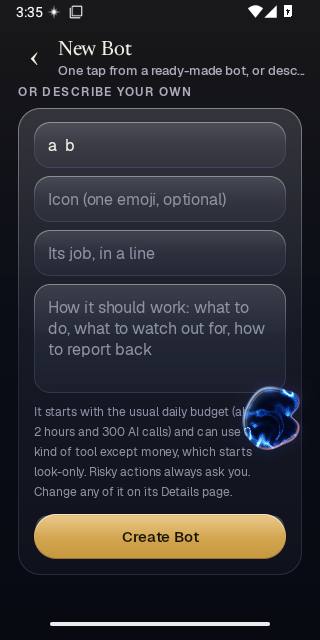 3:35
New Bot
One tap from a ready-made bot, or desc...
OR DESCRIBE YOUR OWN
a b
Icon (one emoji, optional)
Its job, in a line
How it should work: what to
do, what to watch out for, how
to report back
It starts with the usual daily budget
2 hours and 300 AI calls) and can use
kind of tool except money, which starts
look-only. Risky actions always ask you.
Change any of it on its Details page.
Create Bot